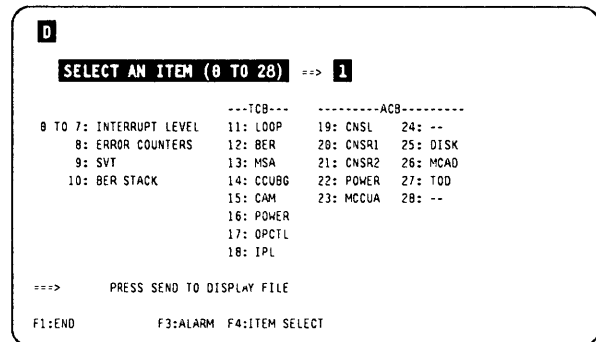 D
SELECT AN ITEM (0 TO 28) ==> 1
---TCB--- ---------ACB---------
0 TO 7: INTERRUPT LEVEL 11: LOOP 19: CNSL 24: --
8: ERROR COUNTERS 12: BER 20: CNSR1 25: DISK
9: SVT 13: MSA 21: CNSR2 26: MCAD
10: BER STACK 14: CCUBG 22: POWER 27: TOD
15: CAM 23: MCCUA 28: --
16: POWER
17: OPCTL
18: IPL
===> PRESS SEND TO DISPLAY FILE
F1:END F3:ALARM F4:ITEM SELECT